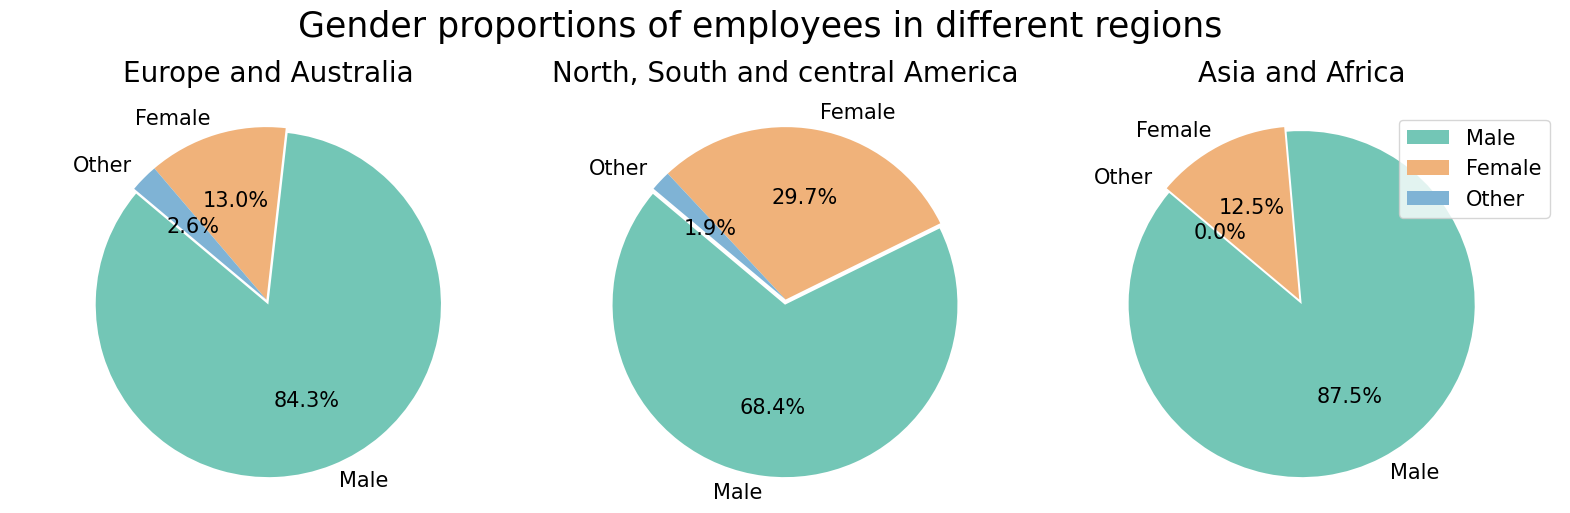 Gender proportions of employees in different regions
Europe and Australia
Female
Other
13.0%
2.6%
84.3%
Male
North, South and central America
Female
Other
29.7%
1.9%
68.4%
Male
Asia and Africa
Female
Other
12.5%
0.0%
87.5%
Male
Male
Female
Other